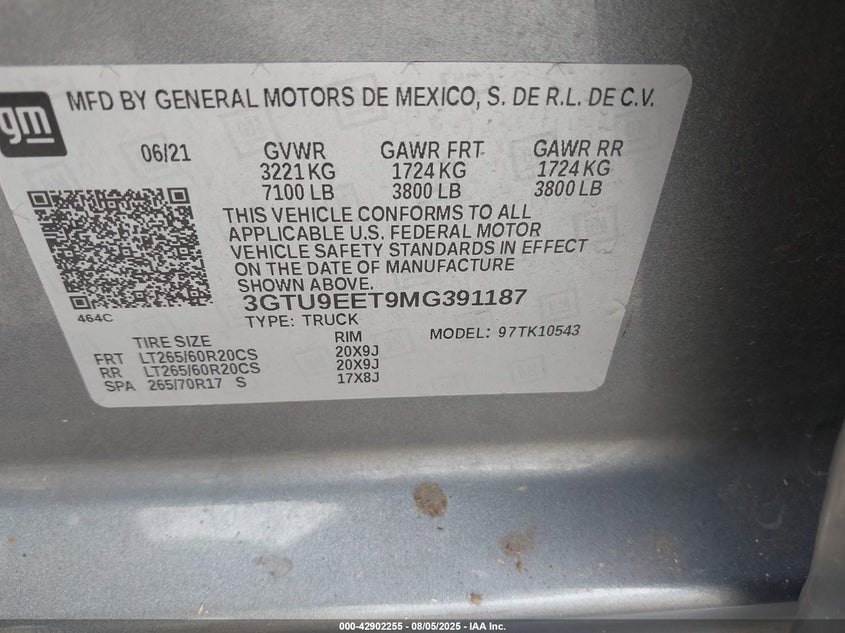 gm
MFD BY GENERAL MOTORS DE MEXICO, S. DE R.L. DE C.V.
06/21 GVWR GAWR FRT GAWR RR
3221 KG 1724 KG 1724 KG
7100 LB 3800 LB 3800 LB
THIS VEHICLE CONFORMS TO ALL
APPLICABLE U.S. FEDERAL MOTOR
VEHICLE SAFETY STANDARDS IN EFFECT
ON THE DATE OF MANUFACTURE
SHOWN ABOVE.
3GTU9EET9MG391187
464C
TYPE: TRUCK MODEL: 97TK10543
TIRE SIZE RIM
FRT LT265/60R20CS 20X9J
RR LT265/60R20CS 20X9J
SPA 265/70R17 S 17X8J
000-42902255 - 08/05/2025 - IAA Inc.